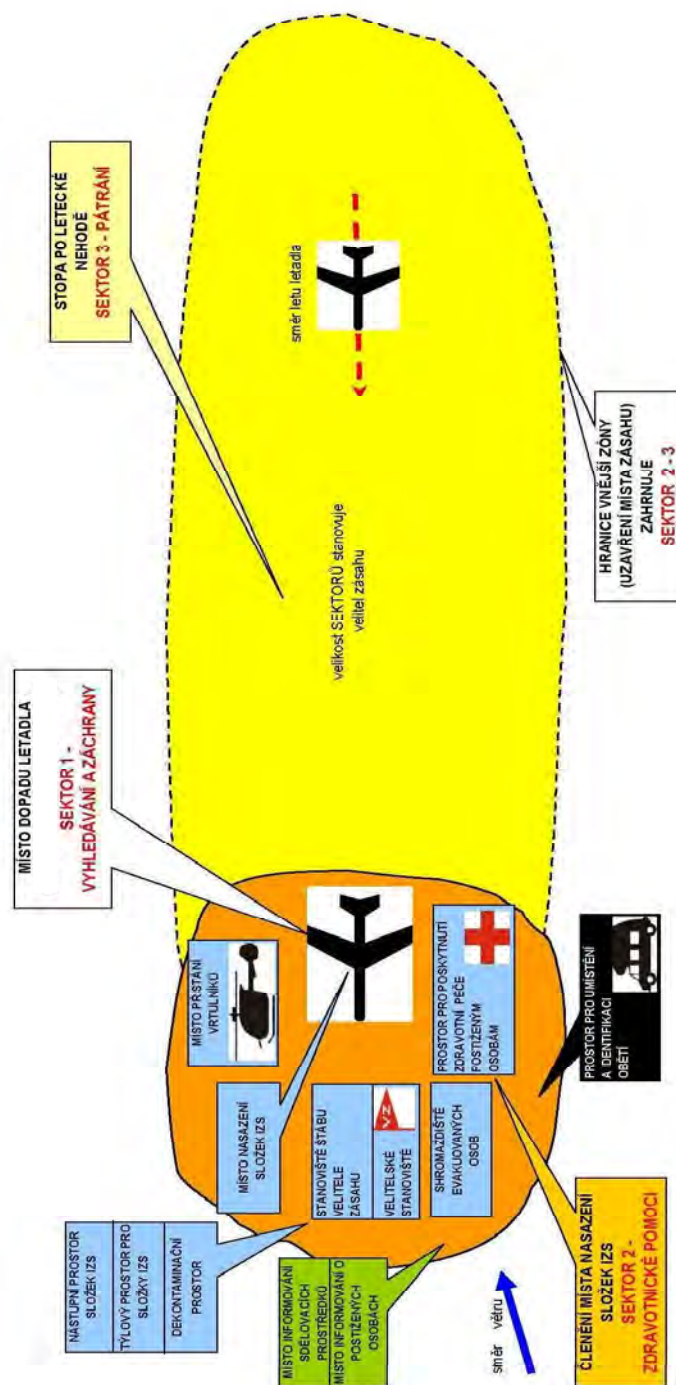 STOPA PO LETECKÉ
NEHODĚ
SEKTOR 3 - PÁTRÁNÍ
MÍSTO DOPADU LETADLA
SEKTOR 1 -
VYHLEDÁVÁNÍ A ZÁCHRANY
směr letu letadla
velikost SEKTORŮ stanovuje
velitel zásahu
HRANICE VNĚJŠÍ ZÓNY
(UZAVŘENÍ MÍSTA ZÁSAHU)
ZAHRNUJE
SEKTOR 2 - 3
MÍSTO PŘISTÁNÍ
VRTULNÍKŮ
MÍSTO NASAZENÍ
SLOŽEK IZS
STANOVIŠTĚ ŠTÁBU
VELITELE
ZÁSAHU
VELITELSKÉ
STANOVIŠTĚ
VZ
PROSTOR PRO POSKYTNUTÍ
ZDRAVOTNÍ PÉČE
POSTIŽENÝM
OSOBÁM
SHROMAŽDIŠTĚ
EVAKUOVANÝCH
OSOB
PROSTOR PRO UMÍSTĚNÍ
A IDENTIFIKACI
OBĚTÍ
NÁSTUPNÍ PROSTOR
SLOŽEK IZS
TÝLOVÝ PROSTOR PRO
SLOŽKY IZS
DEKONTAMINAČNÍ
PROSTOR
MÍSTO INFORMOVÁNÍ
SDĚLOVACÍCH
PROSTŘEDKŮ
MÍSTO INFORMOVÁNÍ O
POSTIŽENÝCH
OSOBÁCH
směr větru
ČLENĚNÍ MÍSTA NASAZENÍ
SLOŽEK IZS
SEKTOR 2 -
ZDRAVOTNICKÉ POMOCI